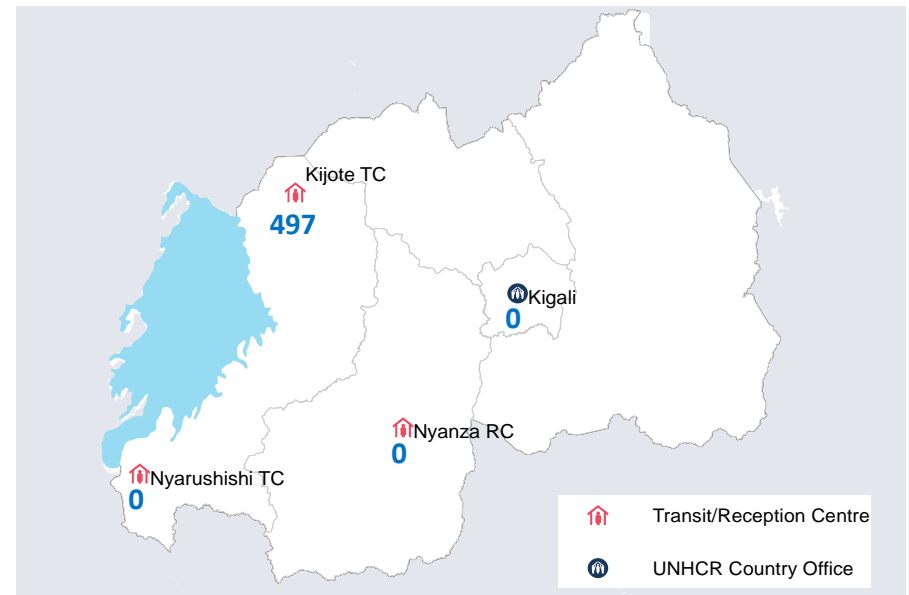 Kijote TC
497
Kigali
0
Nyanza RC
0
Nyarushishi TC
0
Transit/Reception Centre
UNHCR Country Office